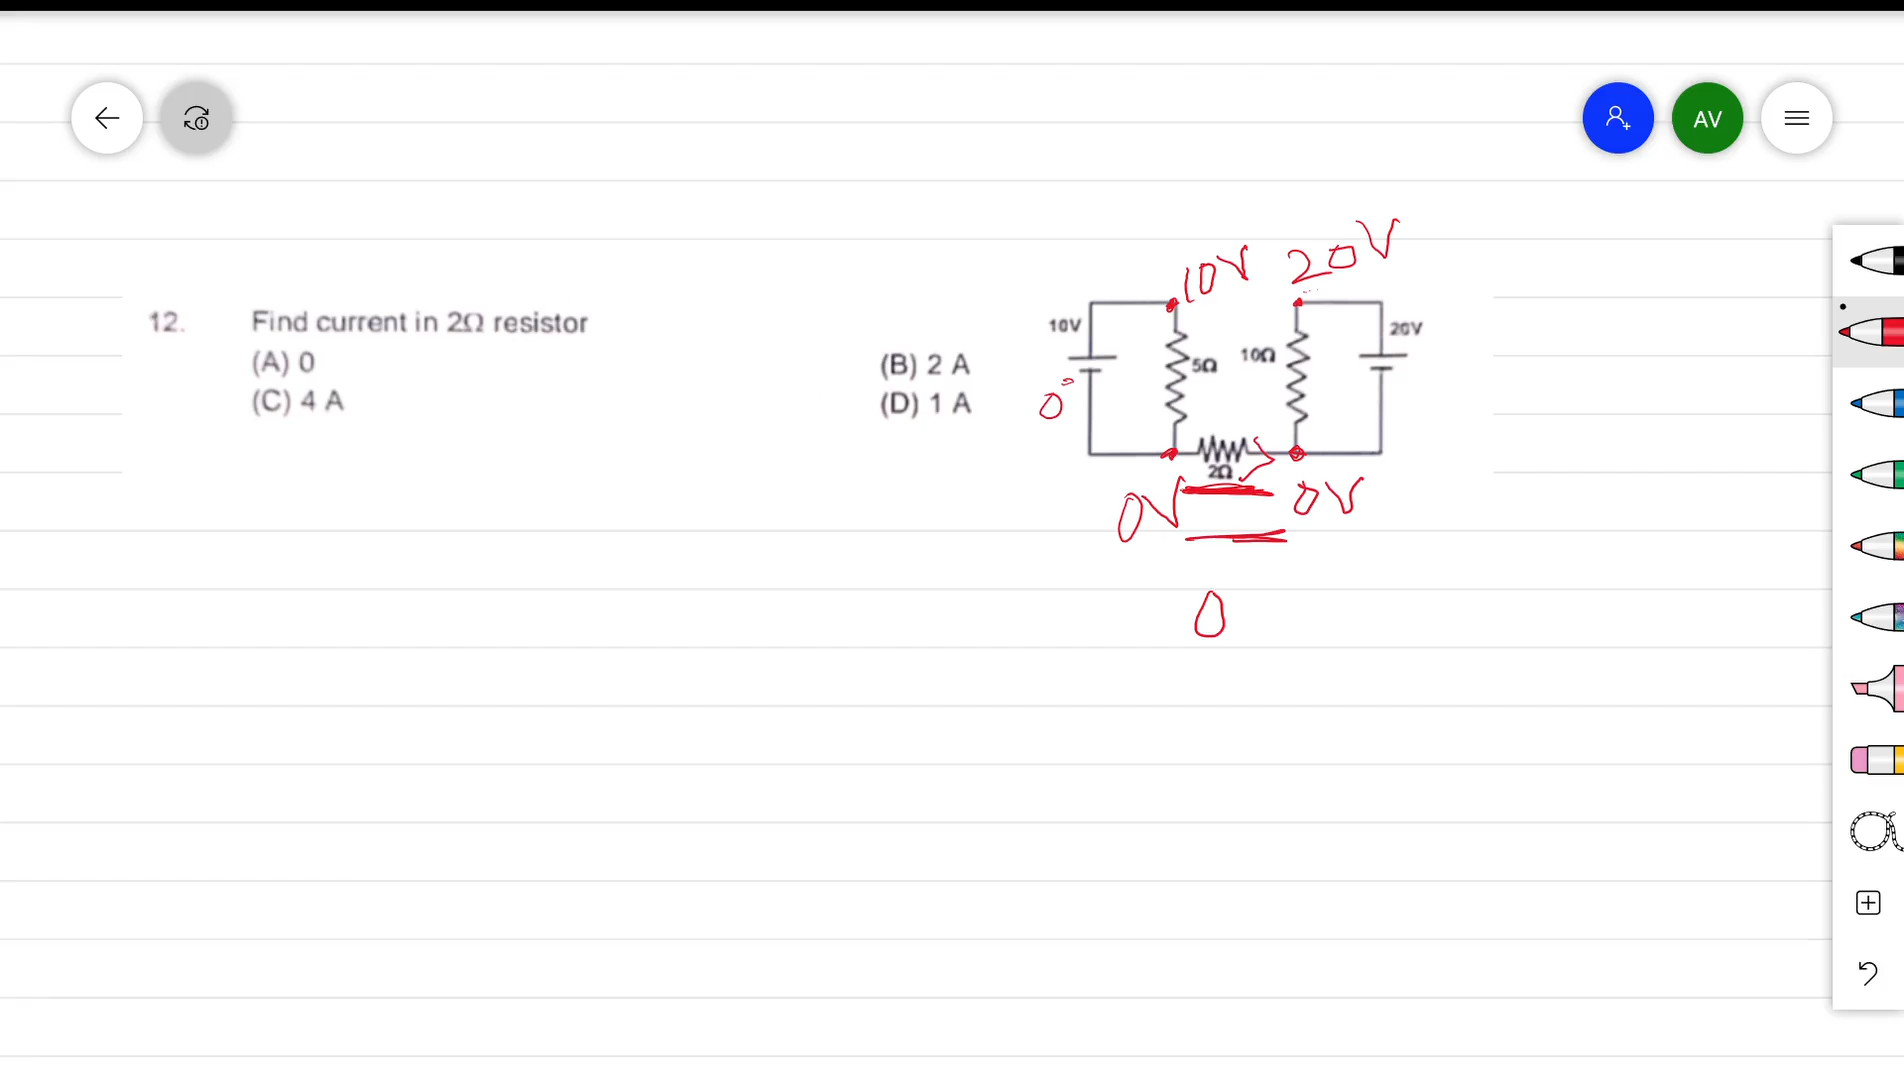 AV
10V 20V
12. Find current in 2Ω resistor
(A) 0 (B) 2 A
(C) 4 A (D) 1 A
10V 5Ω 10Ω 20V
0
2Ω
0V 0V
0